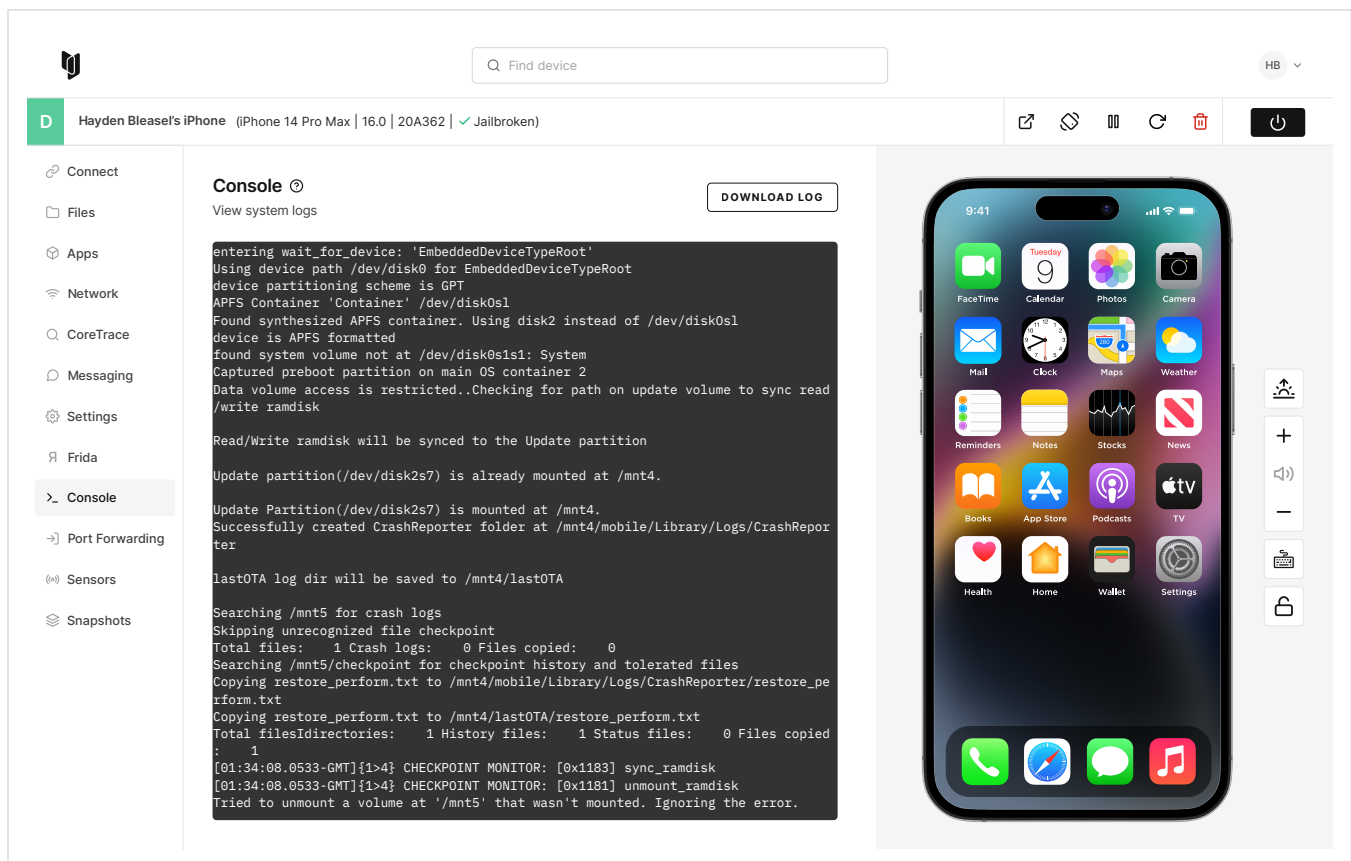 Find device
HB
D
Hayden Bleasel's iPhone (iPhone 14 Pro Max | 16.0 | 20A362 | ✓ Jailbroken)
Connect
Files
Apps
Network
CoreTrace
Messaging
Settings
Frida
Console
Port Forwarding
Sensors
Snapshots
Console
View system logs
DOWNLOAD LOG
entering wait_for_device: 'EmbeddedDeviceTypeRoot'
Using device path /dev/disk0 for EmbeddedDeviceTypeRoot
device partitioning scheme is GPT
APFS Container 'Container' /dev/diskOsl
Found synthesized APFS container. Using disk2 instead of /dev/diskOsl
device is APFS formatted
found system volume not at /dev/disk0s1s1: System
Captured preboot partition on main OS container 2
Data volume access is restricted..Checking for path on update volume to sync read
/write ramdisk
Read/Write ramdisk will be synced to the Update partition
Update partition(/dev/disk2s7) is already mounted at /mnt4.
Update Partition(/dev/disk2s7) is mounted at /mnt4.
Successfully created CrashReporter folder at /mnt4/mobile/Library/Logs/CrashRepor
ter
lastOTA log dir will be saved to /mnt4/lastOTA
Searching /mnt5 for crash logs
Skipping unrecognized file checkpoint
Total files:    1 Crash logs:    0 Files copied:    0
Searching /mnt5/checkpoint for checkpoint history and tolerated files
Copying restore_perform.txt to /mnt4/mobile/Library/Logs/CrashReporter/restore_pe
rform.txt
Copying restore_perform.txt to /mnt4/lastOTA/restore_perform.txt
Total filesIdirectories:    1 History files:    1 Status files:    0 Files copied
:    1
[01:34:08.0533-GMT]{1>4} CHECKPOINT MONITOR: [0x1183] sync_ramdisk
[01:34:08.0533-GMT]{1>4} CHECKPOINT MONITOR: [0x1181] unmount_ramdisk
Tried to unmount a volume at '/mnt5' that wasn't mounted. Ignoring the error.
9:41
Tuesday
9
FaceTime Calendar Photos Camera
12 1 2 3 4 5 6 7 8 9 10 11
280
Mail Clock Maps Weather
Reminders Notes Stocks News
tv
Books App Store Podcasts TV
Health Home Wallet Settings